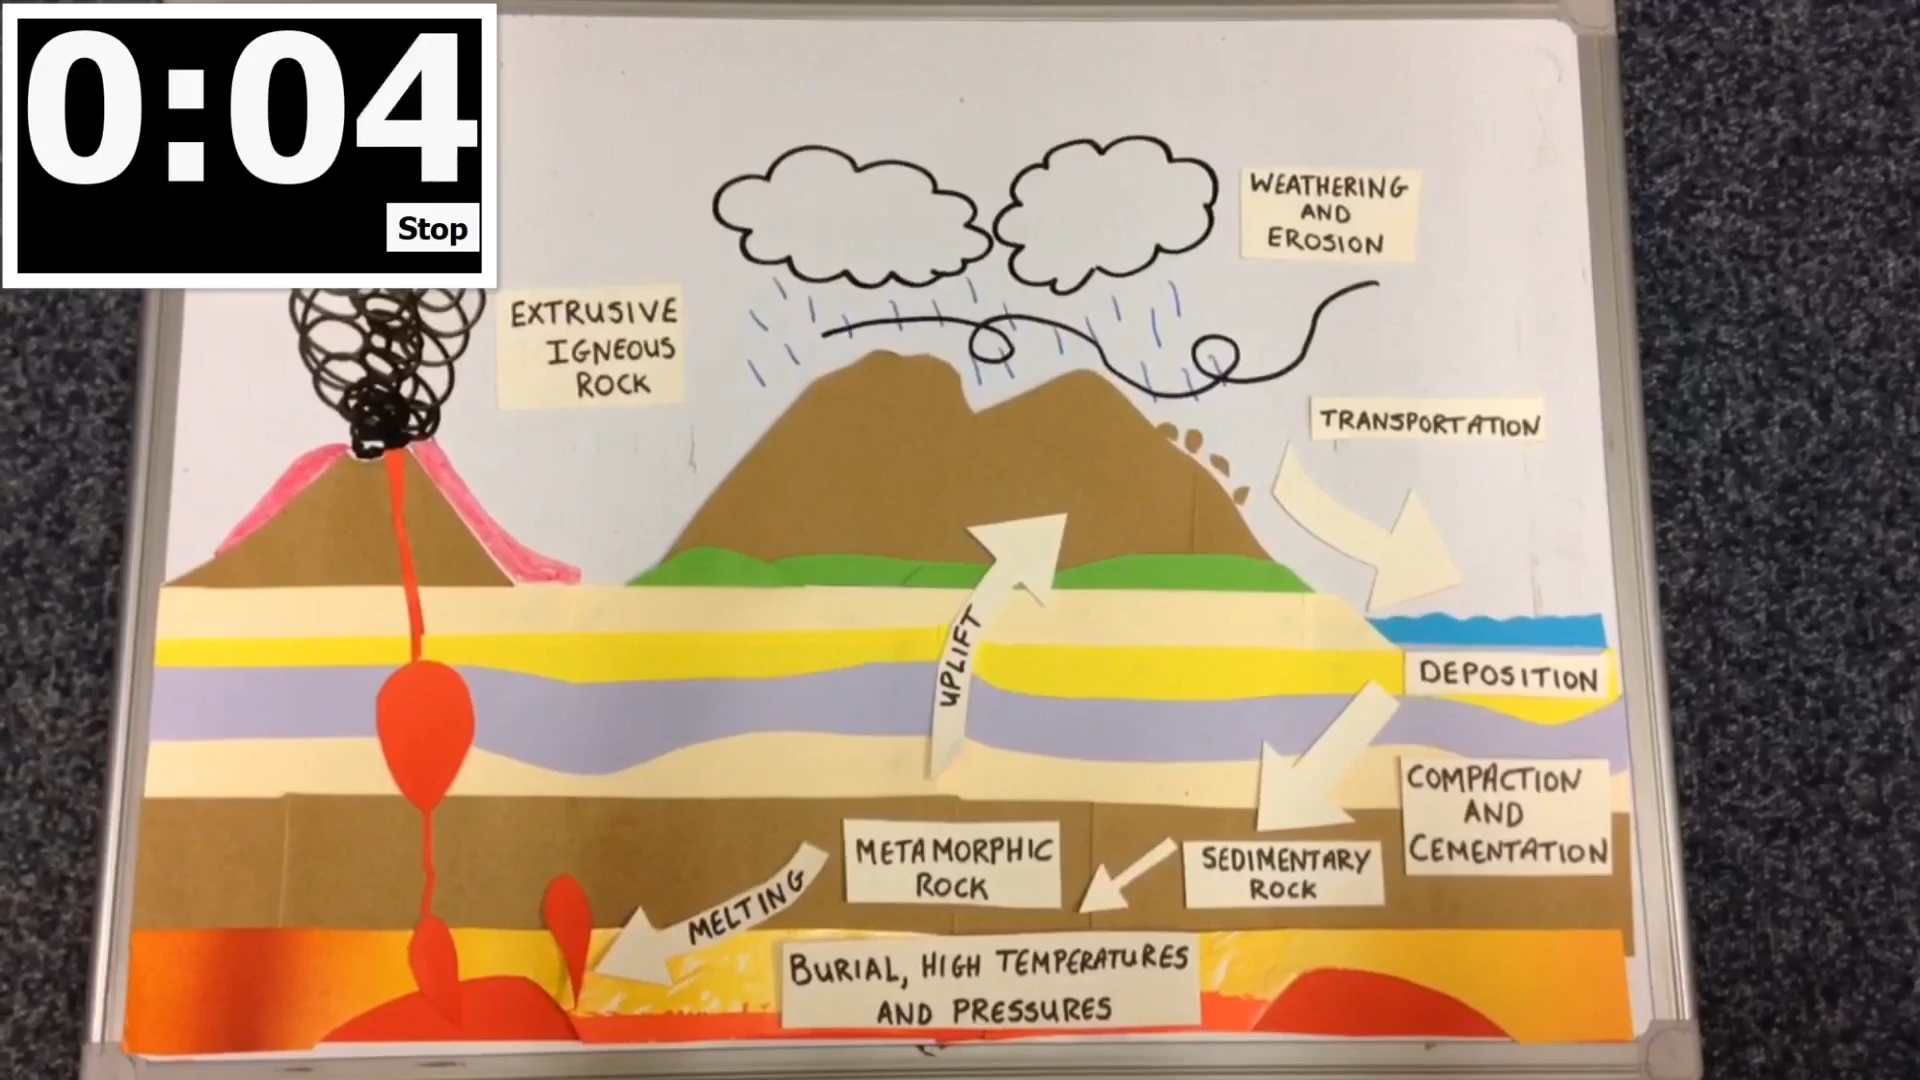 0:04
Stop
WEATHERING
AND
EROSION
EXTRUSIVE
IGNEOUS
ROCK
TRANSPORTATION
UPLIFT
DEPOSITION
COMPACTION
AND
CEMENTATION
METAMORPHIC
ROCK
SEDIMENTARY
ROCK
MELTING
BURIAL, HIGH TEMPERATURES
AND PRESSURES